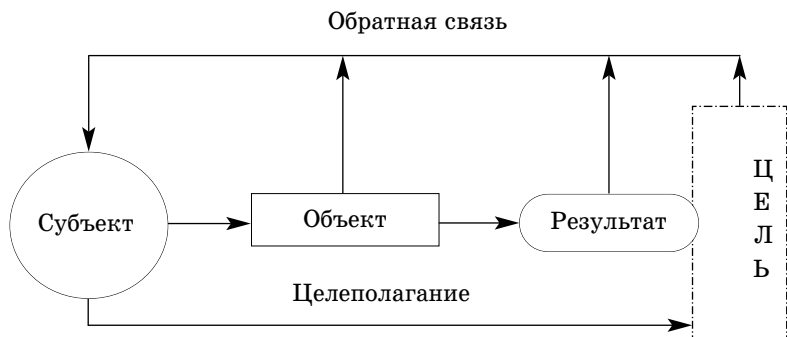 Обратная связь
Субъект
Объект
Результат
Ц
Е
Л
Ь
Целеполагание